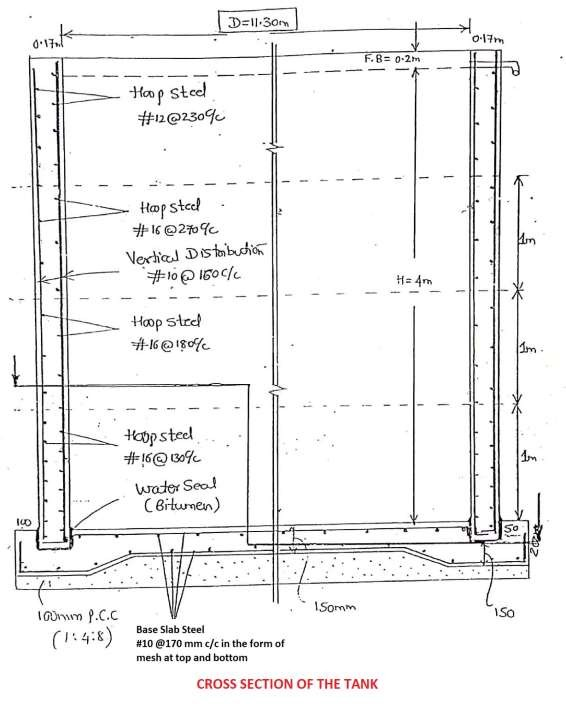 D=11.30m
0.17m
0.17m
F.B= 0.2m
Hoop Steel
#12@230c/c
Hoop steel
#16@270c/c
Vertical Distribution
#10@160c/c
1m
H=4m
Hoop steel
#16@180c/c
1m
Hoop steel
#16@130c/c
1m
Water Seal
(Bitumen)
50
150mm
150
100mm P.C.C
(1:4:8)
Base Slab Steel
#10 @170 mm c/c in the form of
mesh at top and bottom
CROSS SECTION OF THE TANK